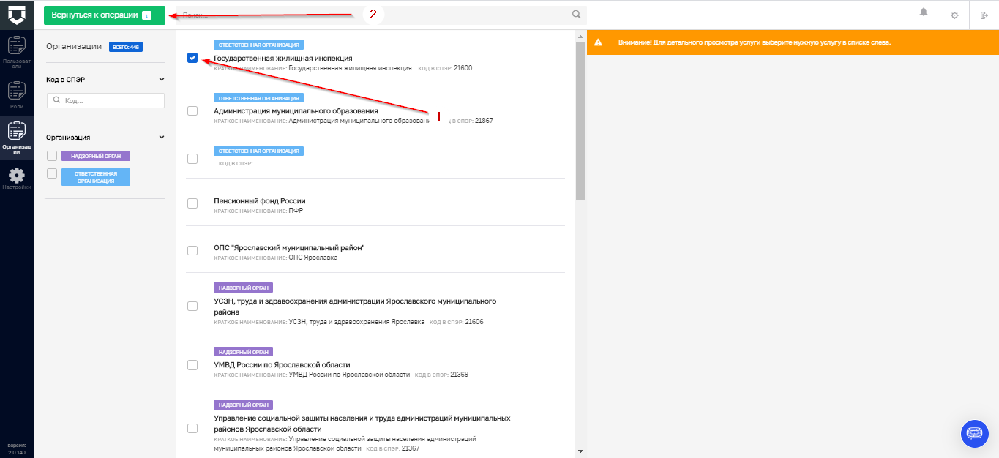 Вернуться к операции 1
Поиск...
2
Пользоват
ели
Роли
Организац
ии
Настройки
версия:
2.0.140
Организации ВСЕГО: 446
Код в СПЭР
Код...
Организация
НАДЗОРНЫЙ ОРГАН
ОТВЕТСТВЕННАЯ
ОРГАНИЗАЦИЯ
ОТВЕТСТВЕННАЯ ОРГАНИЗАЦИЯ
Государственная жилищная инспекция
КРАТКОЕ НАИМЕНОВАНИЕ: Государственная жилищная инспекция КОД В СПЭР: 21600
ОТВЕТСТВЕННАЯ ОРГАНИЗАЦИЯ
Администрация муниципального образования
1
КРАТКОЕ НАИМЕНОВАНИЕ: Администрация муниципального В СПЭР: 21867
ОТВЕТСТВЕННАЯ ОРГАНИЗАЦИЯ
КОД В СПЭР:
Пенсионный фонд России
КРАТКОЕ НАИМЕНОВАНИЕ: ПФР
ОПС "Ярославский муниципальный район"
КРАТКОЕ НАИМЕНОВАНИЕ: ОПС Ярославка
НАДЗОРНЫЙ ОРГАН
УСЗН, труда и здравоохранения администрации Ярославского муниципального
района
КРАТКОЕ НАИМЕНОВАНИЕ: УСЗН, труда и здравоохранения Ярославка КОД В СПЭР: 21606
НАДЗОРНЫЙ ОРГАН
УМВД России по Ярославской области
КРАТКОЕ НАИМЕНОВАНИЕ: УМВД России по Ярославской области КОД В СПЭР: 21369
НАДЗОРНЫЙ ОРГАН
Управление социальной защиты населения и труда администраций муниципальных
районов Ярославской области
КРАТКОЕ НАИМЕНОВАНИЕ: Управление социальной защиты населения администраций
муниципальных районов Ярославской области КОД В СПЭР: 21367
Внимание! Для детального просмотра услуги выберите нужную услугу в списке слева.